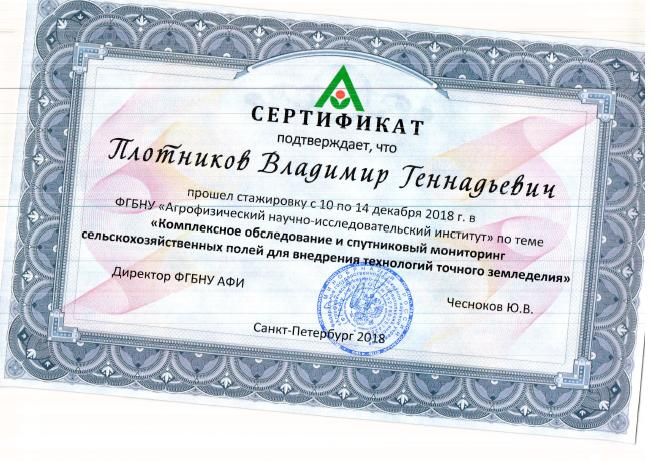 СЕРТИФИКАТ
подтверждает, что
Плотников Владимир Геннадьевич
прошел стажировку с 10 по 14 декабря 2018 г. в
ФГБНУ «Агрофизический научно-исследовательский институт» по теме
«Комплексное обследование и спутниковый мониторинг
сельскохозяйственных полей для внедрения технологий точного земледелия»
Директор ФГБНУ АФИ
Чесноков Ю.В.
Санкт-Петербург 2018